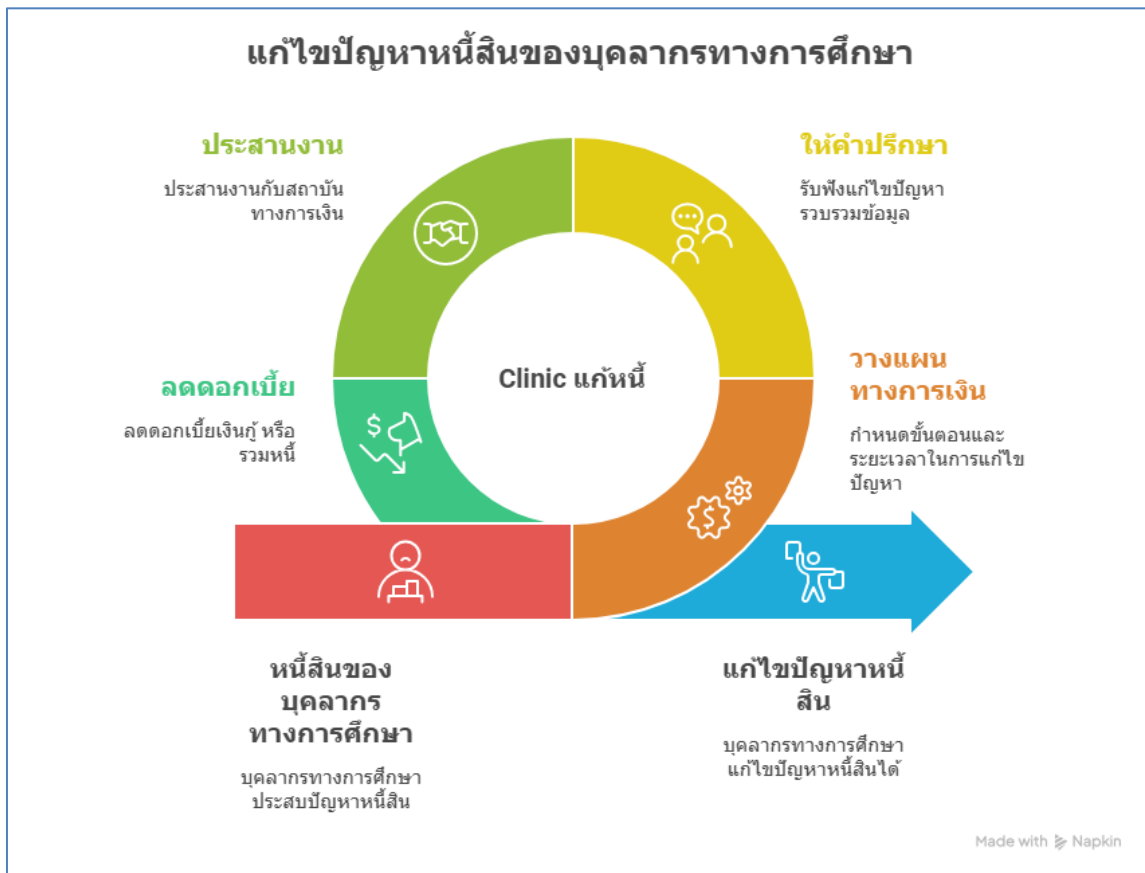 แก้ไขปัญหาหนี้สินของบุคลากรทางการศึกษา
ประสานงาน
ประสานงานกับสถาบัน
ทางการเงิน
ให้คำปรึกษา
รับฟังแก้ไขปัญหา
รวบรวมข้อมูล
Clinic แก้หนี้
ลดดอกเบี้ย
ลดดอกเบี้ยเงินกู้ หรือ
รวมหนี้
วางแผน
ทางการเงิน
กำหนดขั้นตอนและ
ระยะเวลาในการแก้ไข
ปัญหา
หนี้สินของ
บุคลากร
ทางการศึกษา
บุคลากรทางการศึกษา
ประสบปัญหาหนี้สิน
แก้ไขปัญหาหนี้
สิน
บุคลากรทางการศึกษา
แก้ไขปัญหาหนี้สินได้
Made with Napkin